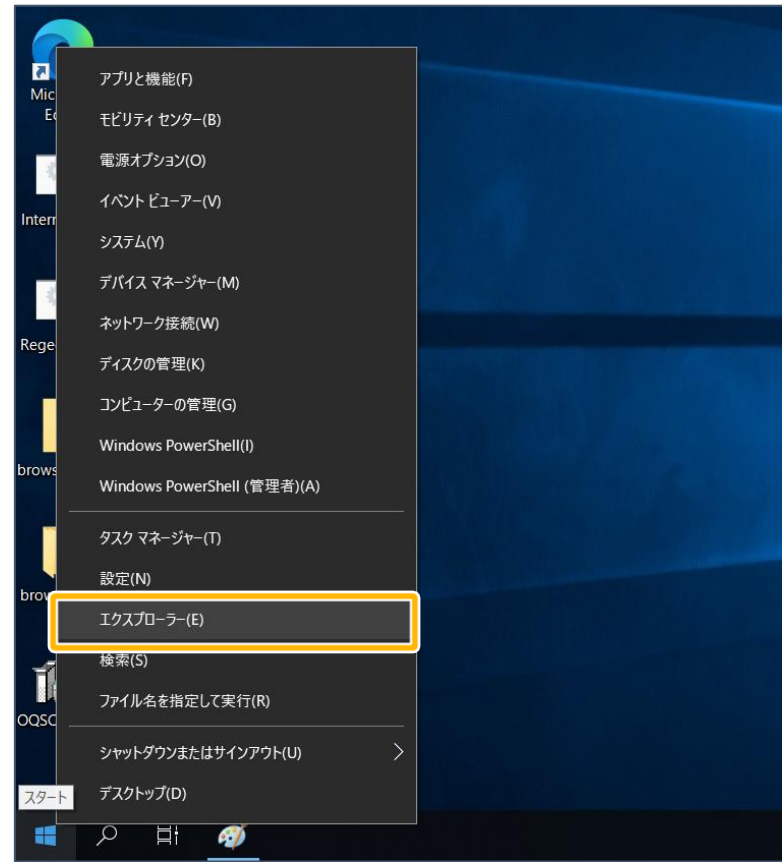 Mic
アプリと機能(F)
モビリティ センター(B)
電源オプション(O)
イベント ビューアー(V)
Intern
システム(Y)
デバイス マネージャー(M)
ネットワーク接続(W)
Rege
ディスクの管理(K)
コンピューターの管理(G)
Windows PowerShell(I)
brows
Windows PowerShell (管理者)(A)
タスク マネージャー(T)
設定(N)
エクスプローラー(E)
検索(S)
ファイル名を指定して実行(R)
シャットダウンまたはサインアウト(U)
デスクトップ(D)
スタート